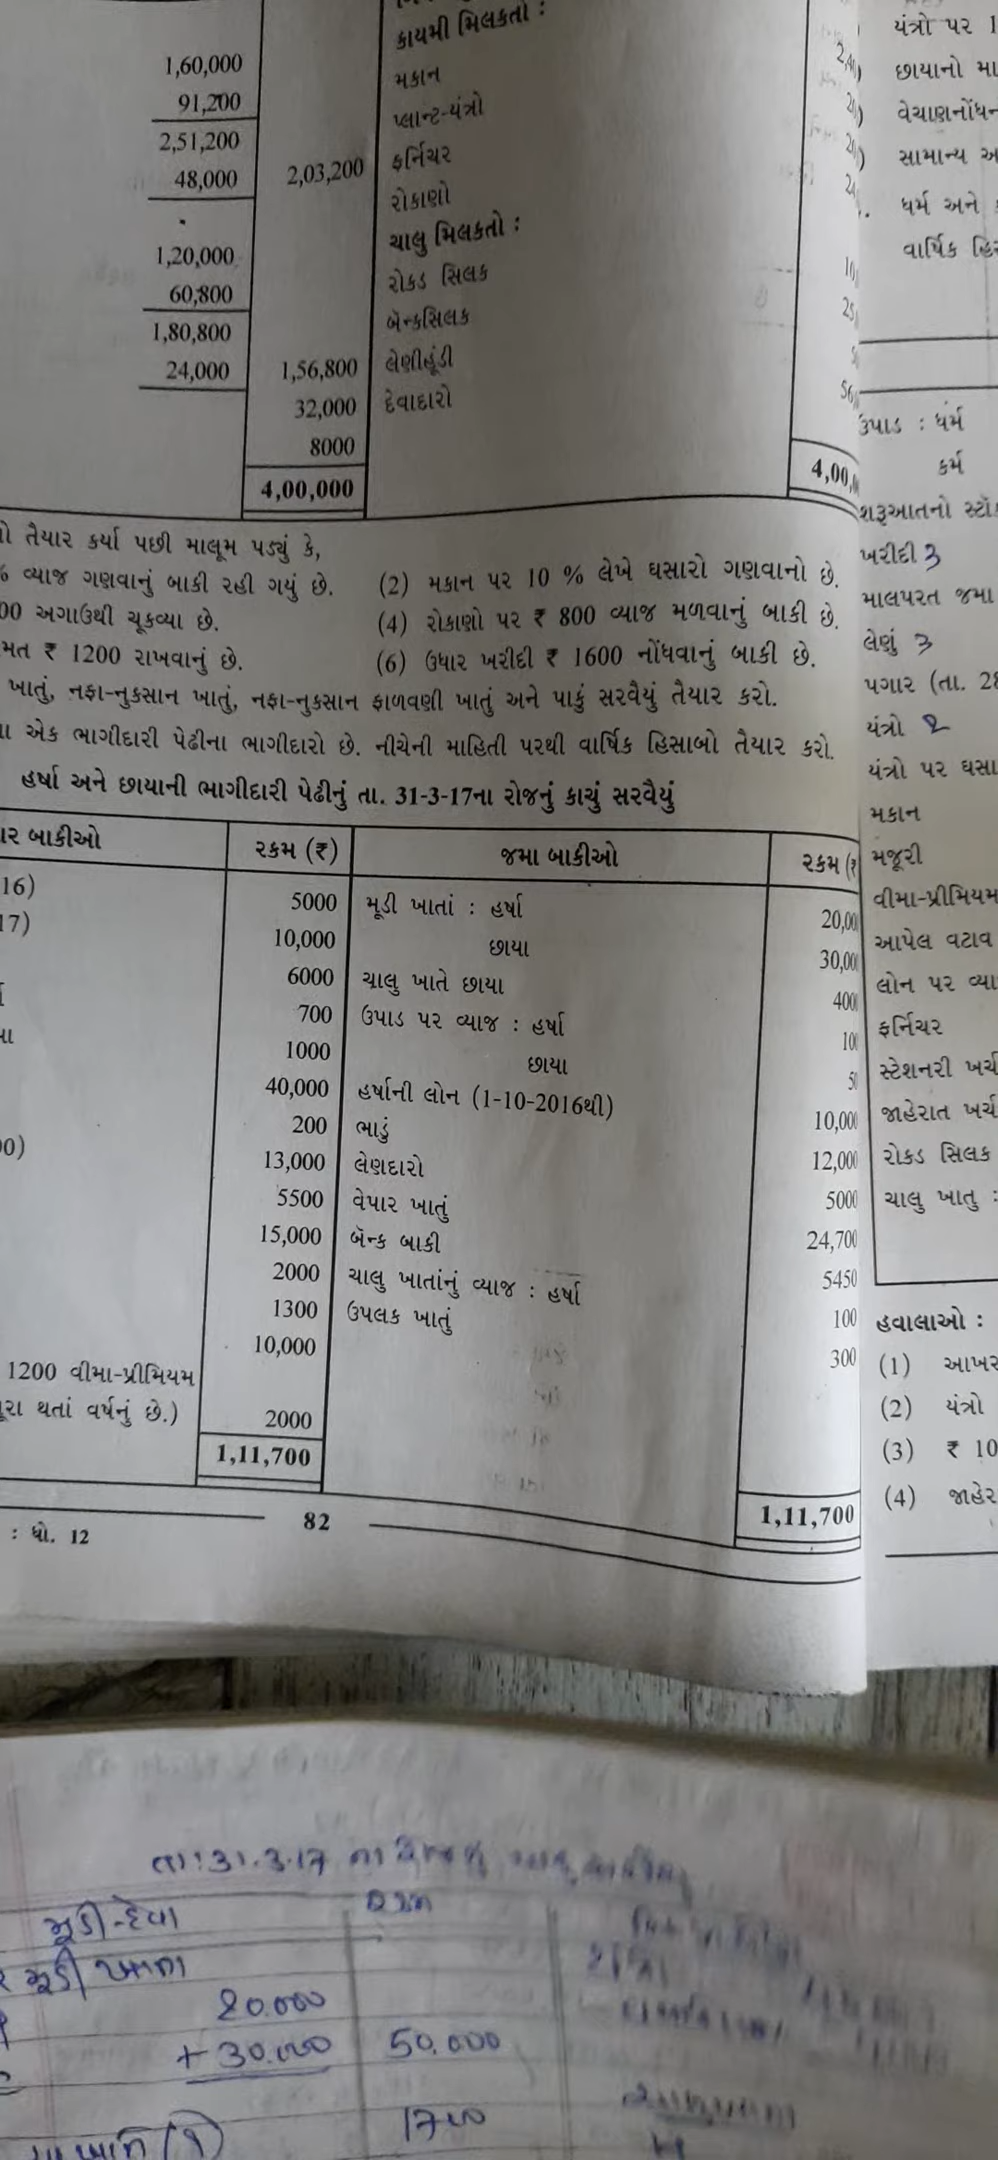 કાયમી મિલકતો :
1,60,000 મકાન
91,200 પ્લાન્ટ-યંત્રો
2,51,200
48,000 2,03,200 ફર્નિચર
રોકાણો
ચાલુ મિલકતો :
1,20,000 રોકડ સિલક
60,800 બૅન્કસિલક
1,80,800
24,000 1,56,800 લેણીહૂંડી
32,000 દેવાદારો
8000
4,00,000 4,00,
તૈયાર કર્યા પછી માલૂમ પડ્યું કે,
વ્યાજ ગણવાનું બાકી રહી ગયું છે. (2) મકાન પર 10 % લેખે ઘસારો ગણવાનો છે.
00 અગાઉથી ચૂકવ્યા છે. (4) રોકાણો પર ₹ 800 વ્યાજ મળવાનું બાકી છે.
મત ₹ 1200 રાખવાનું છે. (6) ઉધાર ખરીદી ₹ 1600 નોંધવાનું બાકી છે.
ખાતું, નફા-નુકસાન ખાતું, નફા-નુકસાન ફાળવણી ખાતું અને પાકું સરવૈયું તૈયાર કરો.
એક ભાગીદારી પેઢીના ભાગીદારો છે. નીચેની માહિતી પરથી વાર્ષિક હિસાબો તૈયાર કરો.
હર્ષા અને છાયાની ભાગીદારી પેઢીનું તા. 31-3-17ના રોજનું કાચું સરવૈયું
ાર બાકીઓ રકમ (₹) જમા બાકીઓ રકમ (₹
16) 5000 મૂડી ખાતાં : હર્ષા 20,00
17) 10,000 છાયા 30,00
6000 ચાલુ ખાતે છાયા 400
700 ઉપાડ પર વ્યાજ : હર્ષા 10
1000 છાયા 5
40,000 હર્ષાની લોન (1-10-2016થી) 10,000
200 ભાડું 12,000
00) 13,000 લેણદારો 5000
5500 વેપાર ખાતું 24,700
15,000 બૅન્ક બાકી 5450
2000 ચાલુ ખાતાંનું વ્યાજ : હર્ષા 100
1300 ઉપલક ખાતું 300
10,000
1200 વીમા-પ્રીમિયમ
પૂરા થતાં વર્ષનું છે.) 2000
1,11,700 1,11,700
: ધો. 12 82
યંત્રો પર 1
છાયાનો મા
વેચાણનોંધ
સામાન્ય અ
ધર્મ અને
વાર્ષિક હિ
ઉપાડ : ધર્મ
કર્મ
શરૂઆતનો સ્ટૉ
ખરીદી 3
માલપરત જમા
લેણું 3
પગાર (તા. 28
યંત્રો 2
યંત્રો પર ઘસા
મકાન
મજૂરી
વીમા-પ્રીમિયમ
આપેલ વટાવ
લોન પર વ્યા
ફર્નિચર
સ્ટેશનરી ખર્ચ
જાહેરાત ખર્ચ
રોકડ સિલક
ચાલુ ખાતુ :
હવાલાઓ :
(1) આખર
(2) યંત્રો
(3) ₹ 10
(4) જાહેર
તા:31.3.17 ના
મૂડી-દેવા રકમ
મૂડી ખાતા
20.000
+ 30.000 50.000
1700